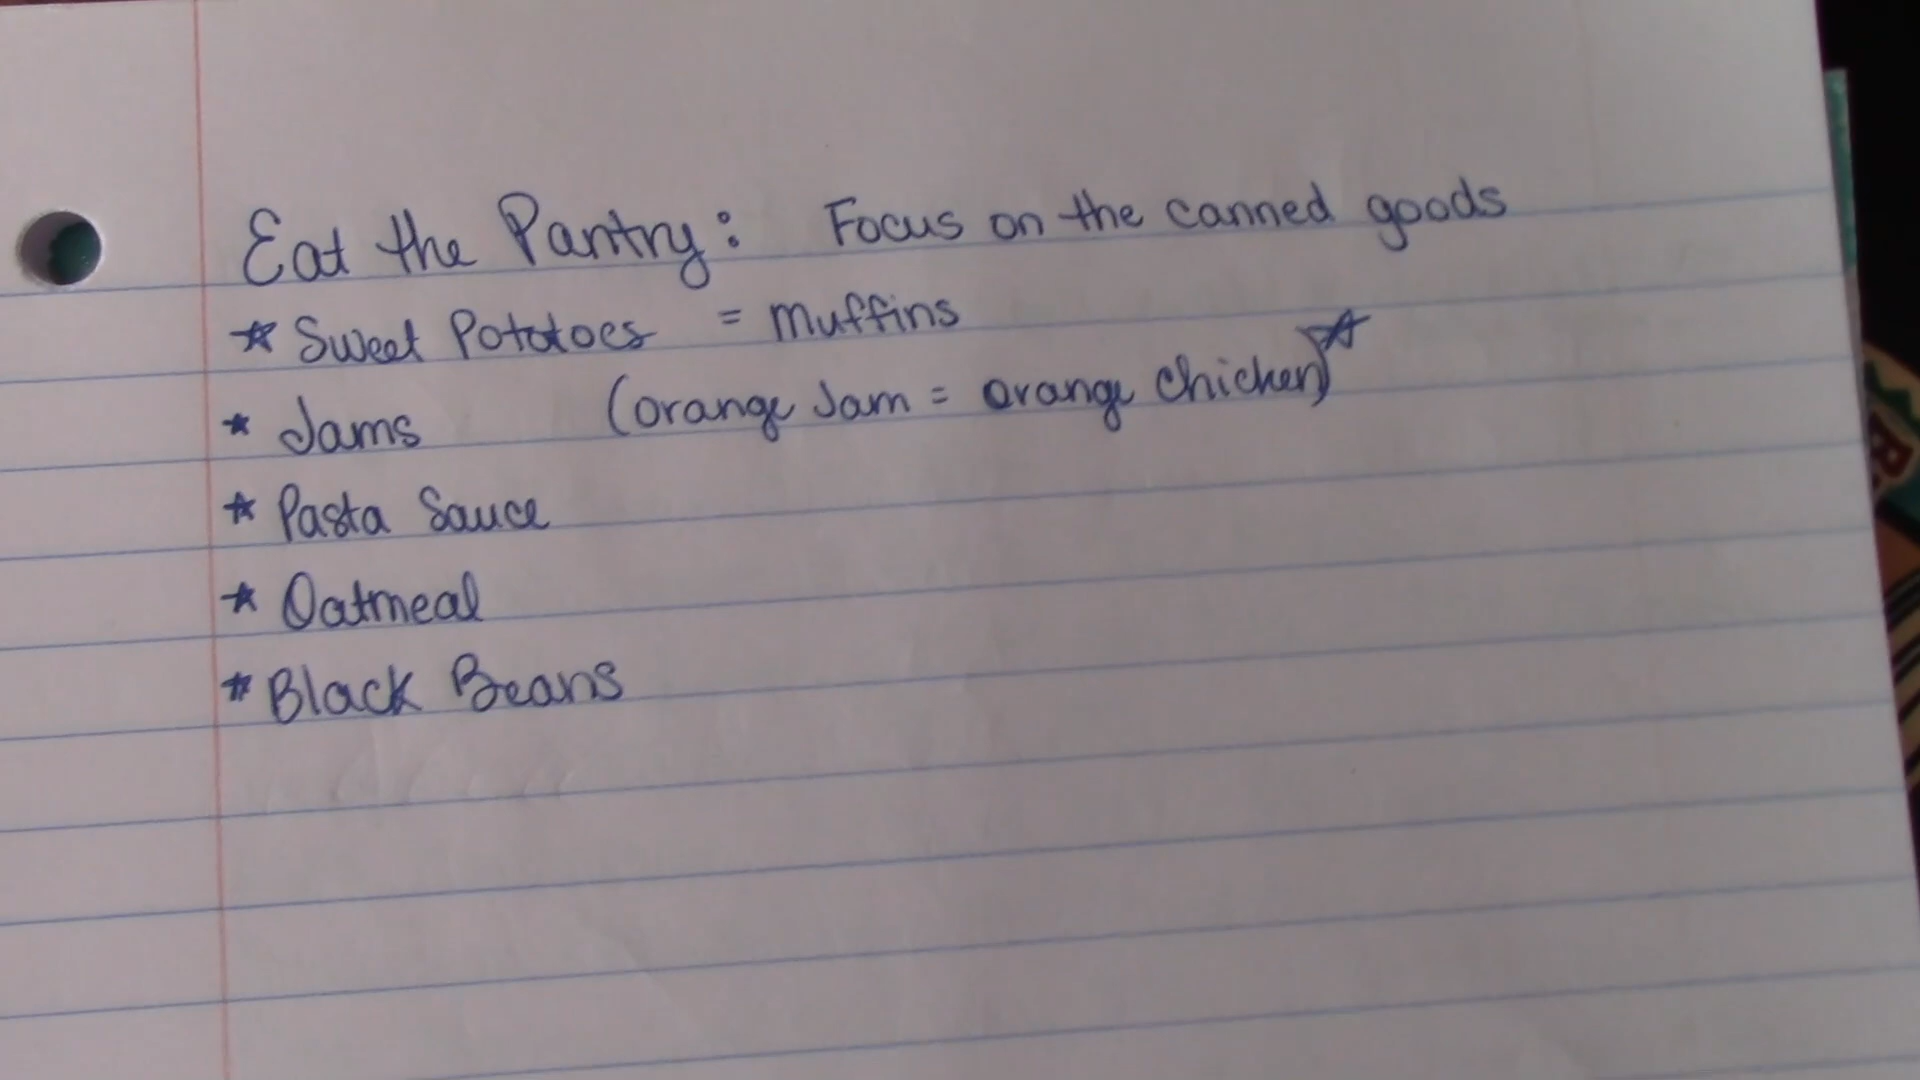 Eat the Pantry: Focus on the canned goods
* Sweet Potatoes = muffins
* Jams (orange Jam = orange chicken)*
* Pasta Sauce
* Oatmeal
* Black Beans